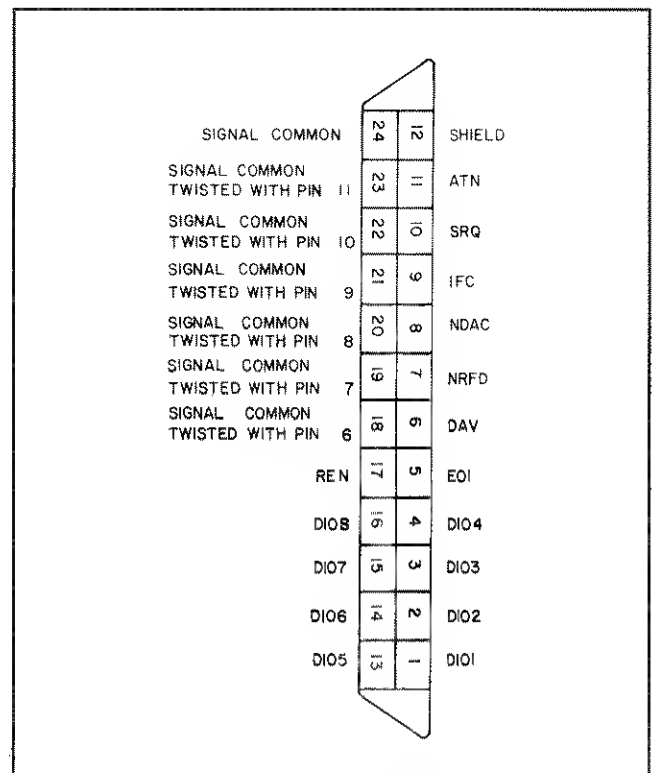 SIGNAL COMMON 24 12 SHIELD
SIGNAL COMMON
TWISTED WITH PIN 11 23 11 ATN
SIGNAL COMMON
TWISTED WITH PIN 10 22 10 SRQ
SIGNAL COMMON
TWISTED WITH PIN 9 21 9 IFC
SIGNAL COMMON
TWISTED WITH PIN 8 20 8 NDAC
SIGNAL COMMON
TWISTED WITH PIN 7 19 7 NRFD
SIGNAL COMMON
TWISTED WITH PIN 6 18 6 DAV
REN 17 5 EOI
DIO8 16 4 DIO4
DIO7 15 3 DIO3
DIO6 14 2 DIO2
DIO5 13 1 DIO1